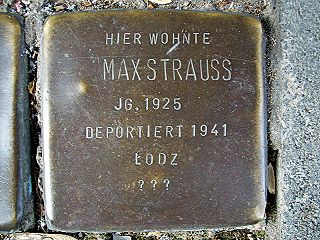 HIER WOHNTE
MAX STRAUSS
JG. 1925
DEPORTIERT 1941
ŁODZ
???